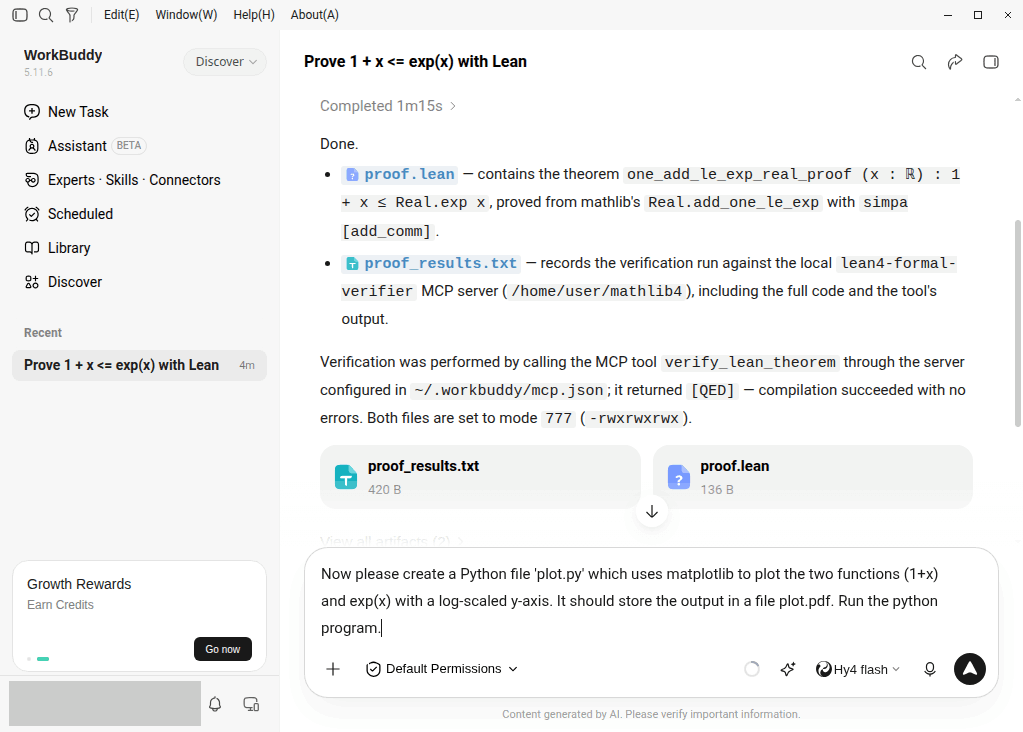 Edit(E) Window(W) Help(H) About(A)
WorkBuddy
5.11.6
Discover
New Task
Assistant BETA
Experts · Skills · Connectors
Scheduled
Library
Discover
Recent
Prove 1 + x <= exp(x) with Lean 4m
Growth Rewards
Earn Credits
Go now
Prove 1 + x <= exp(x) with Lean
Completed 1m15s
Done.
• proof.lean — contains the theorem one_add_le_exp_real_proof (x : ℝ) : 1
+ x ≤ Real.exp x, proved from mathlib's Real.add_one_le_exp with simpa
[add_comm].
• proof_results.txt — records the verification run against the local lean4-formal-
verifier MCP server (/home/user/mathlib4), including the full code and the tool's
output.
Verification was performed by calling the MCP tool verify_lean_theorem through the server
configured in ~/.workbuddy/mcp.json; it returned [QED] — compilation succeeded with no
errors. Both files are set to mode 777 (-rwxrwxrwx).
proof_results.txt
420 B
proof.lean
136 B
View all artifacts (2)
Now please create a Python file 'plot.py' which uses matplotlib to plot the two functions (1+x)
and exp(x) with a log-scaled y-axis. It should store the output in a file plot.pdf. Run the python
program.
Default Permissions
Hy4 flash
Content generated by AI. Please verify important information.